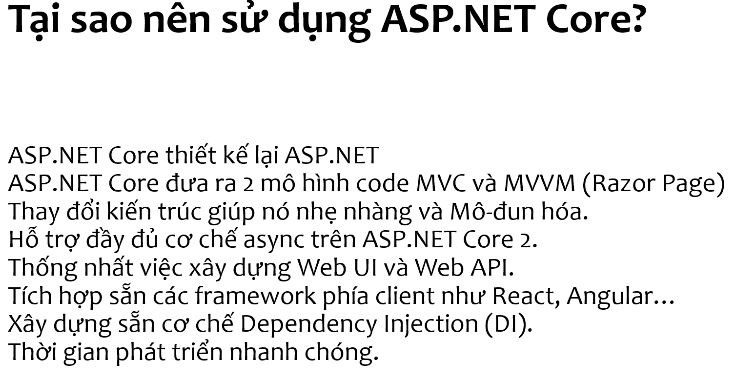 Tại sao nên sử dụng ASP.NET Core?
ASP.NET Core thiết kế lại ASP.NET
ASP.NET Core đưa ra 2 mô hình code MVC và MVVM (Razor Page)
Thay đổi kiến trúc giúp nó nhẹ nhàng và Mô-đun hóa.
Hỗ trợ đầy đủ cơ chế async trên ASP.NET Core 2.
Thống nhất việc xây dựng Web UI và Web API.
Tích hợp sẵn các framework phía client như React, Angular…
Xây dựng sẵn cơ chế Dependency Injection (DI).
Thời gian phát triển nhanh chóng.